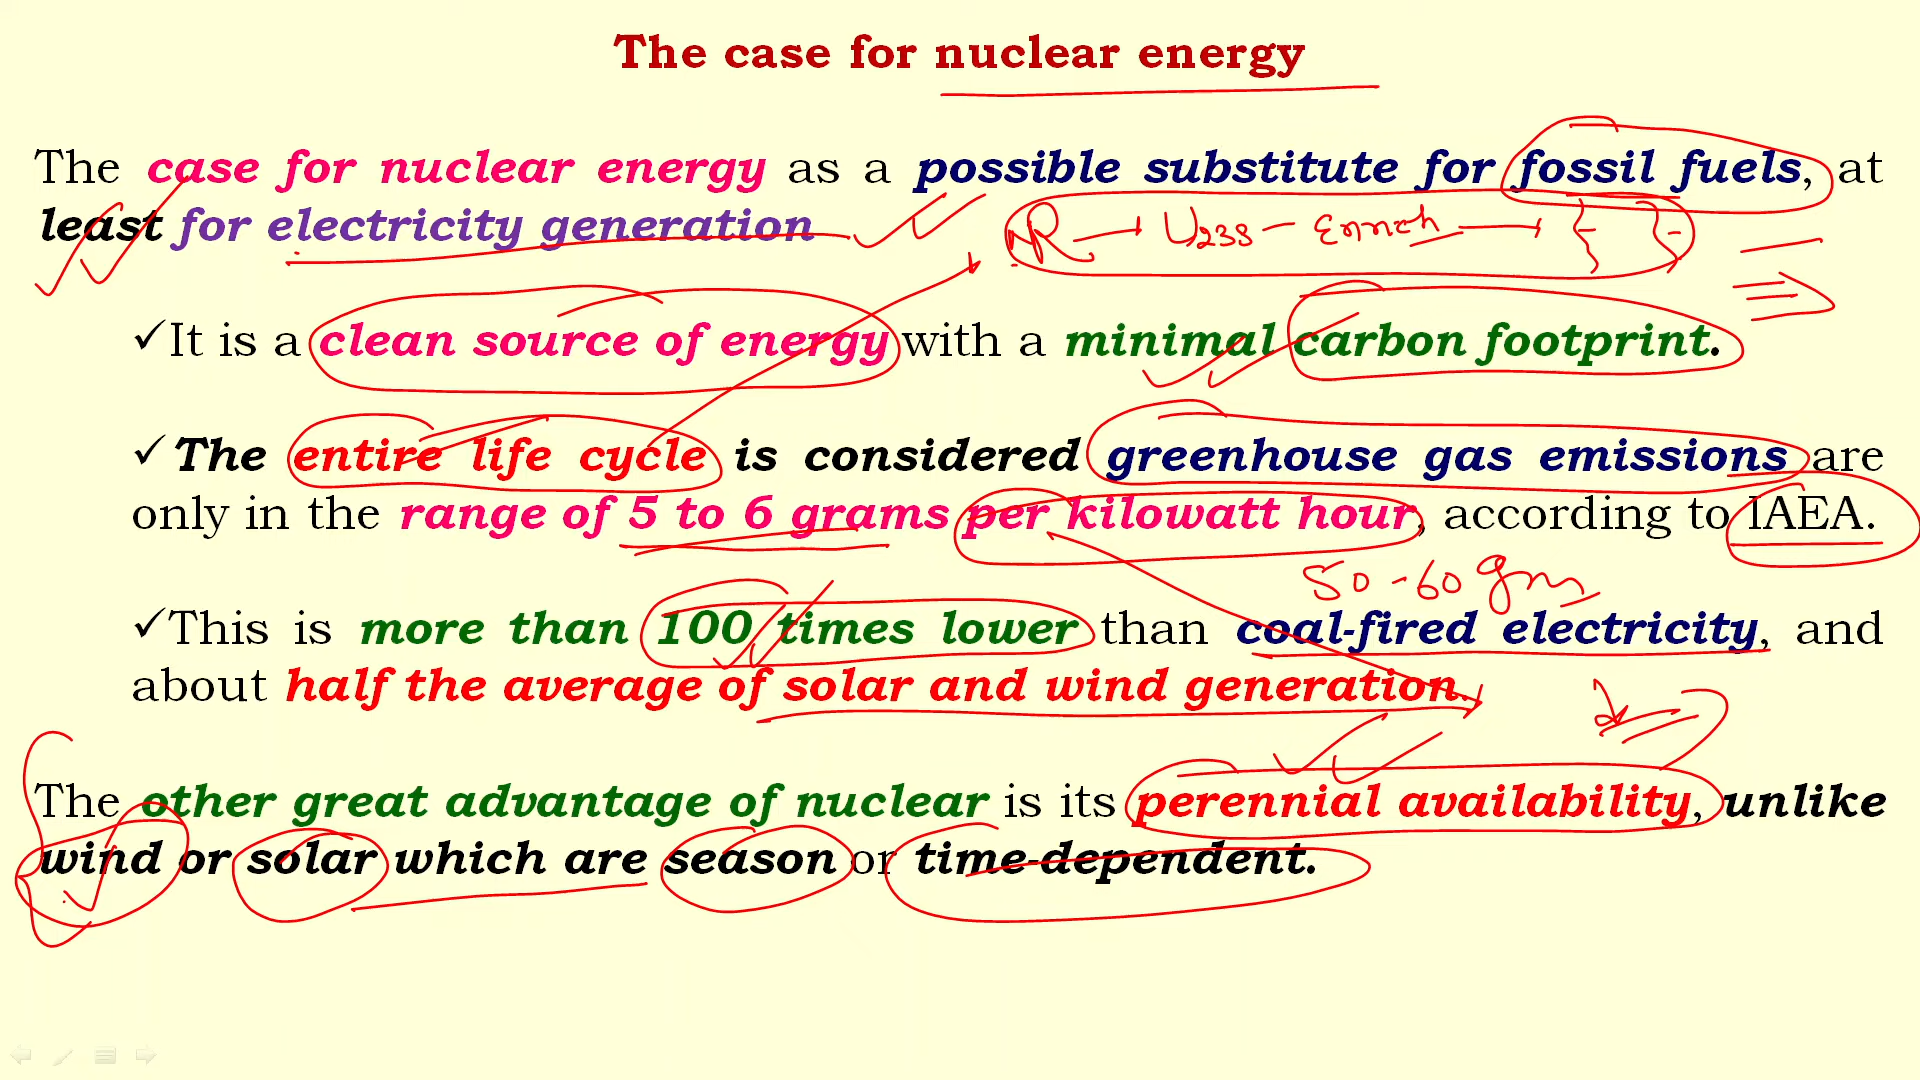 The case for nuclear energy
The case for nuclear energy as a possible substitute for fossil fuels, at
least for electricity generation
U238 - Enrich
✓It is a clean source of energy with a minimal carbon footprint.
✓The entire life cycle is considered greenhouse gas emissions are
only in the range of 5 to 6 grams per kilowatt hour, according to IAEA.
50-60 gm
✓This is more than 100 times lower than coal-fired electricity, and
about half the average of solar and wind generation.
The other great advantage of nuclear is its perennial availability, unlike
wind or solar which are season or time-dependent.